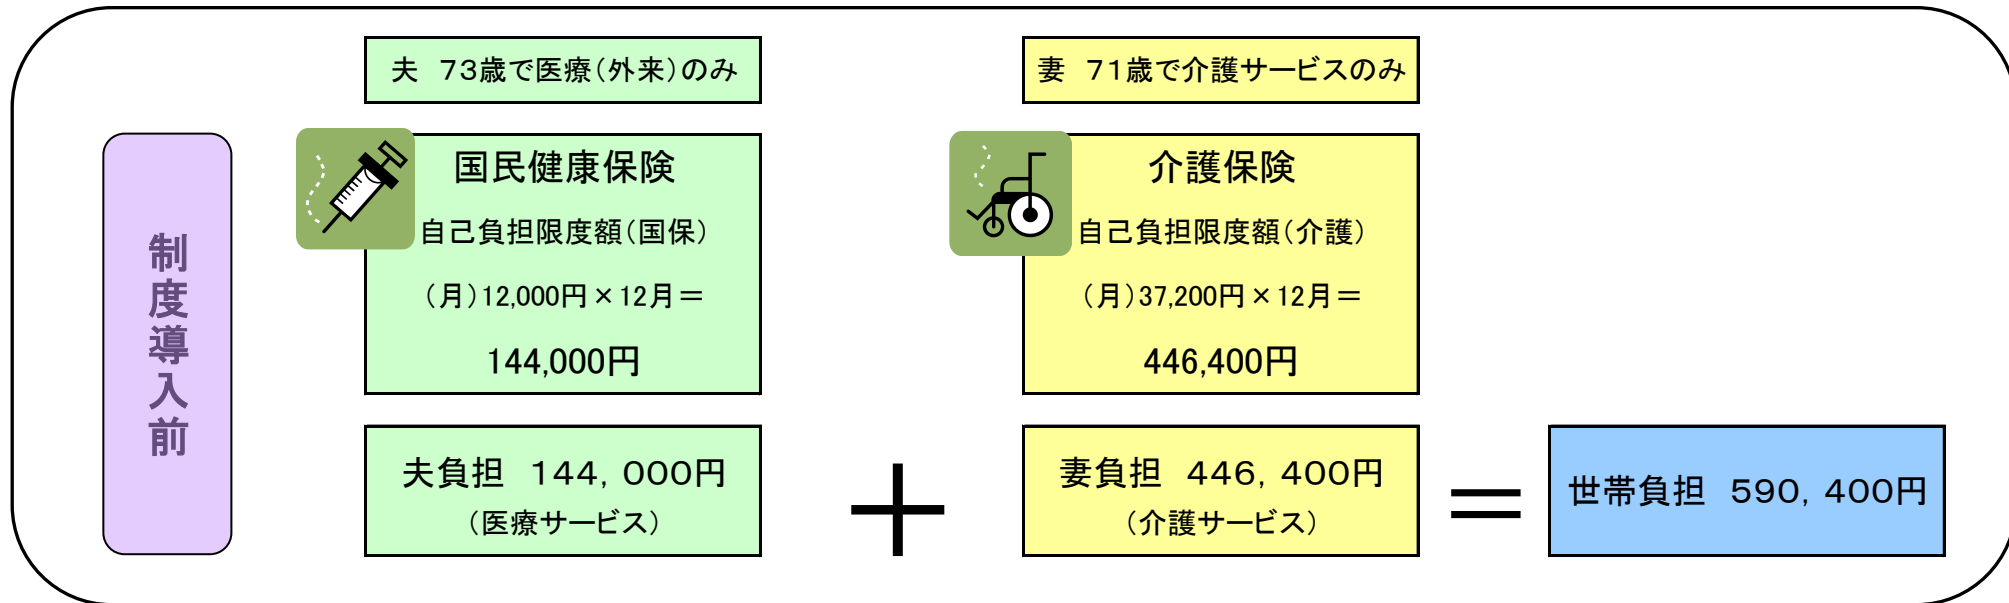 夫　73歳で医療(外来)のみ
妻　71歳で介護サービスのみ
制度導入前
国民健康保険
自己負担限度額(国保)
(月)12,000円×12月＝
144,000円
介護保険
自己負担限度額(介護)
(月)37,200円×12月＝
446,400円
夫負担　144，000円
(医療サービス)
＋
妻負担　446，400円
(介護サービス)
＝
世帯負担　590，400円